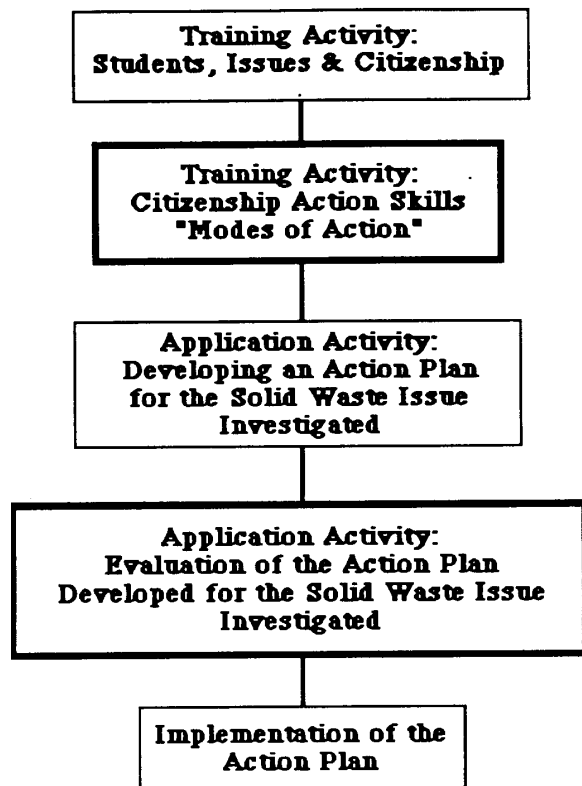 Training Activity:
Students, Issues & Citizenship
Training Activity:
Citizenship Action Skills
"Modes of Action"
Application Activity:
Developing an Action Plan
for the Solid Waste Issue
Investigated
Application Activity:
Evaluation of the Action Plan
Developed for the Solid Waste Issue
Investigated
Implementation of the
Action Plan